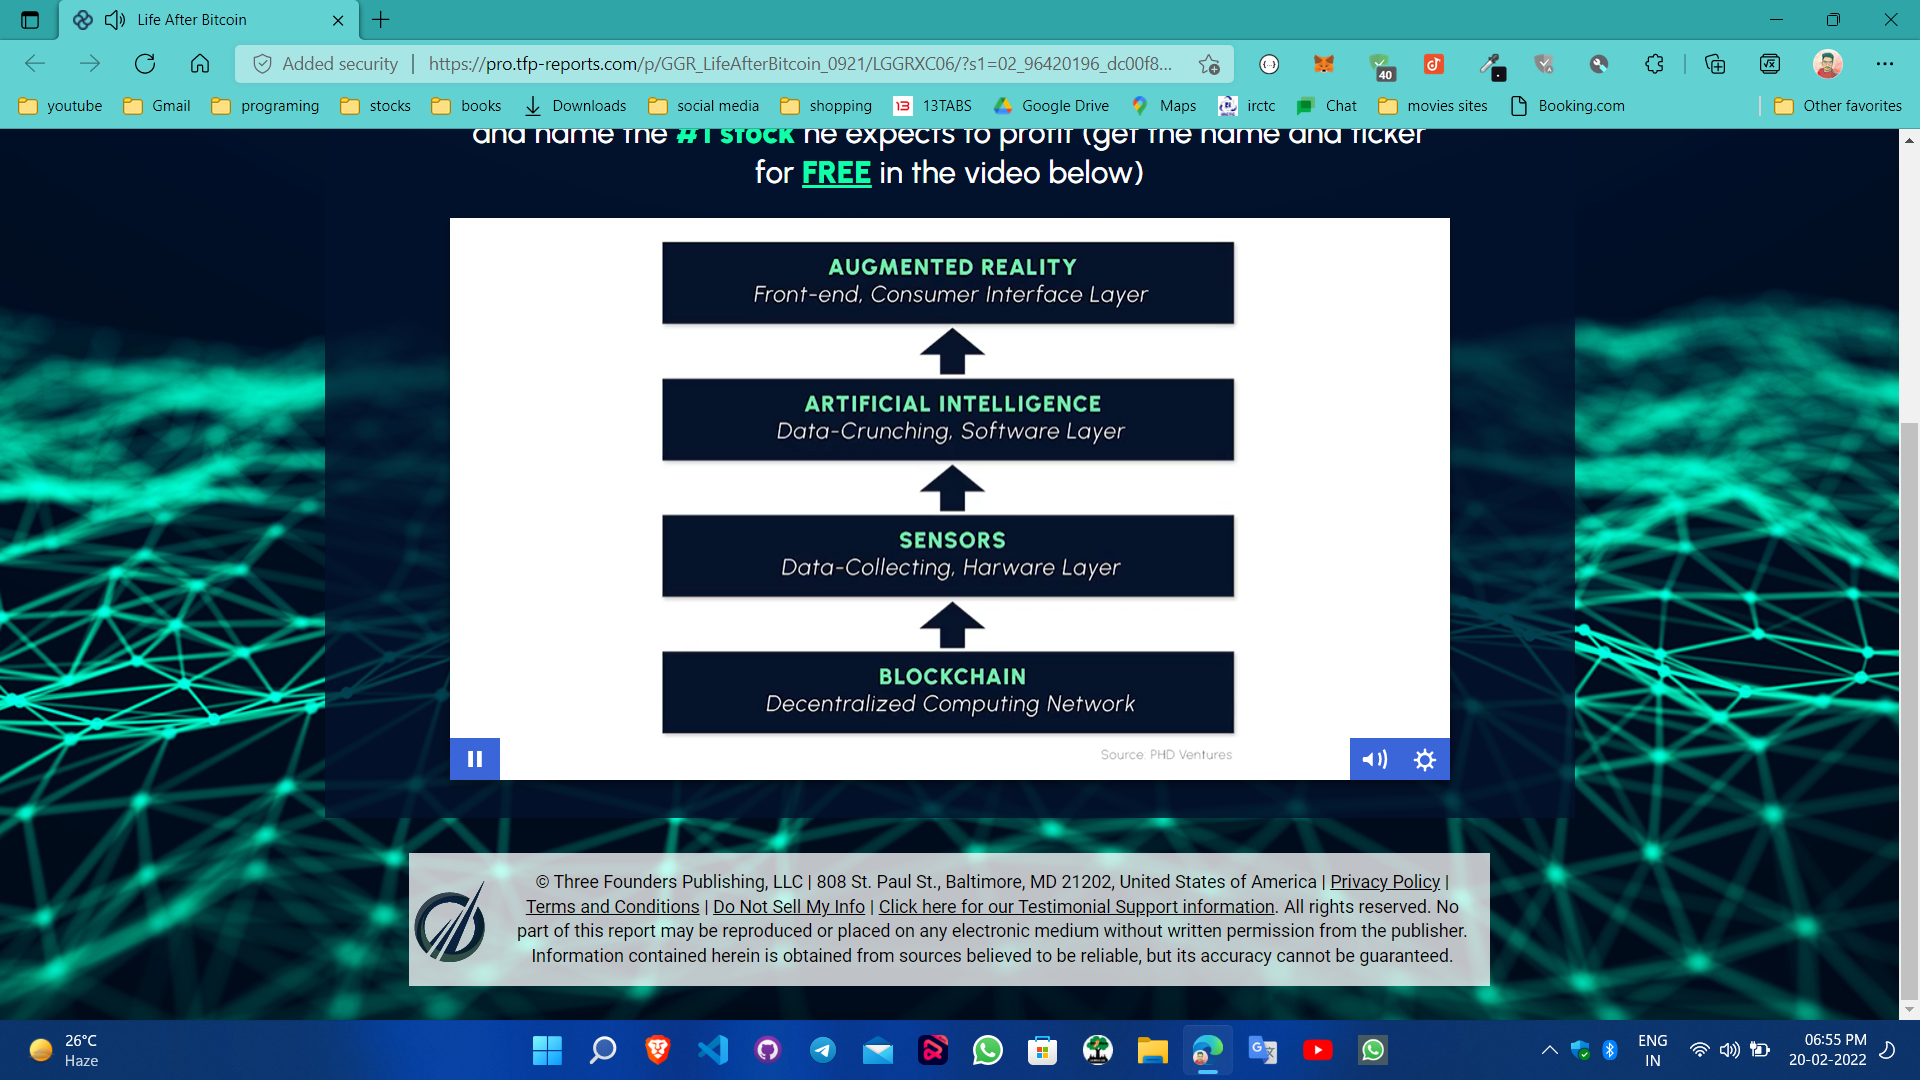 Life After Bitcoin
Added security
https://pro.tfp-reports.com/p/GGR_LifeAfterBitcoin_0921/LGGRXC06/?s1=02_96420196_dc00f8...
40
youtube
Gmail
programing
stocks
books
Downloads
social media
shopping
13
13TABS
Google Drive
Maps
irctc
Chat
movies sites
Booking.com
Other favorites
and name the #1 stock he expects to profit (get the name and ticker
for FREE in the video below)
AUGMENTED REALITY
Front-end, Consumer Interface Layer
ARTIFICIAL INTELLIGENCE
Data-Crunching, Software Layer
SENSORS
Data-Collecting, Harware Layer
BLOCKCHAIN
Decentralized Computing Network
Source: PHD Ventures
© Three Founders Publishing, LLC | 808 St. Paul St., Baltimore, MD 21202, United States of America | Privacy Policy |
Terms and Conditions | Do Not Sell My Info | Click here for our Testimonial Support information. All rights reserved. No
part of this report may be reproduced or placed on any electronic medium without written permission from the publisher.
Information contained herein is obtained from sources believed to be reliable, but its accuracy cannot be guaranteed.
26°C
Haze
ENG
IN
06:55 PM
20-02-2022